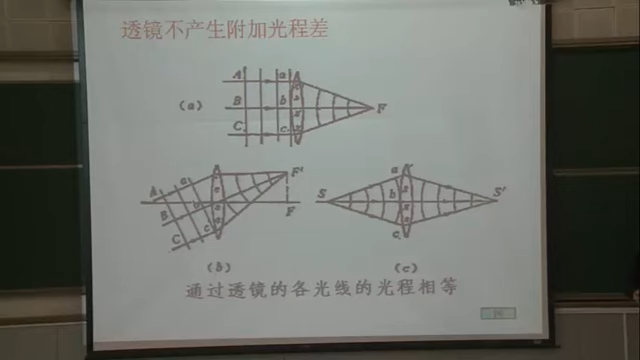 透镜不产生附加光程差
A a
(a) B b F
C c
a F'
A a S b S'
B b F
C c c
(b) (c)
通过透镜的各光线的光程相等